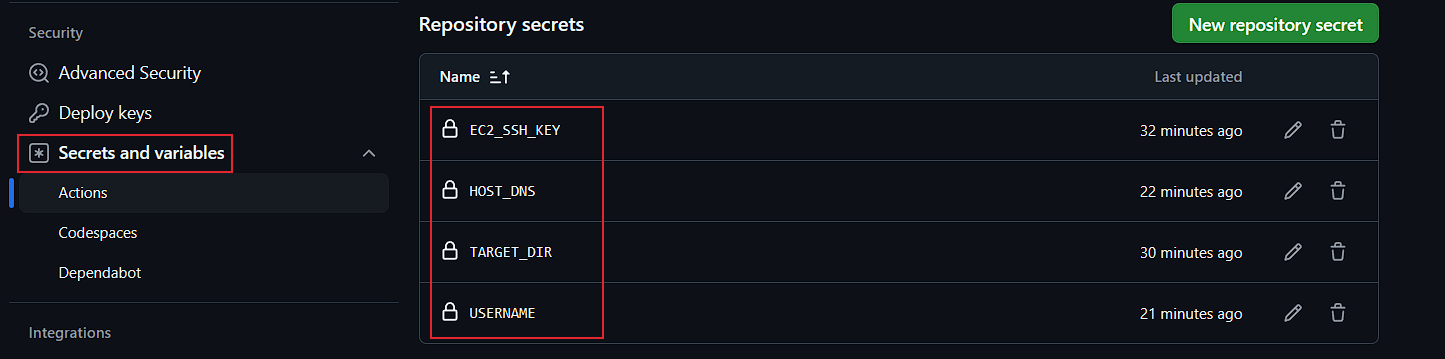 Security
Advanced Security
Deploy keys
Secrets and variables
Actions
Codespaces
Dependabot
Integrations
Repository secrets
New repository secret
Name Last updated
EC2_SSH_KEY 32 minutes ago
HOST_DNS 22 minutes ago
TARGET_DIR 30 minutes ago
USERNAME 21 minutes ago